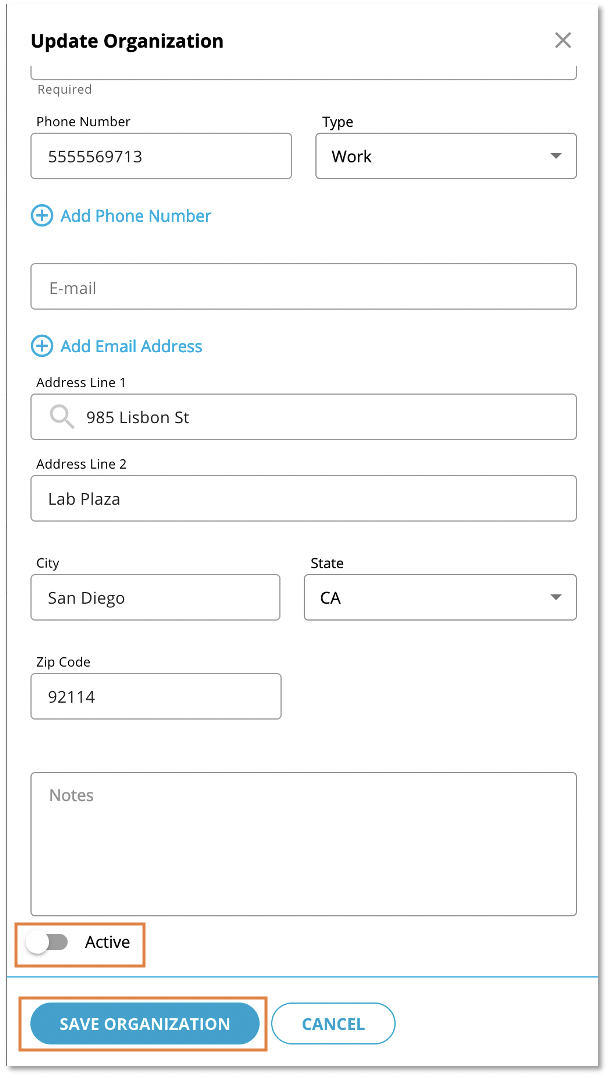 Update Organization
Required
Phone Number Type
5555569713 Work
Add Phone Number
E-mail
Add Email Address
Address Line 1
985 Lisbon St
Address Line 2
Lab Plaza
City State
San Diego CA
Zip Code
92114
Notes
Active
SAVE ORGANIZATION CANCEL